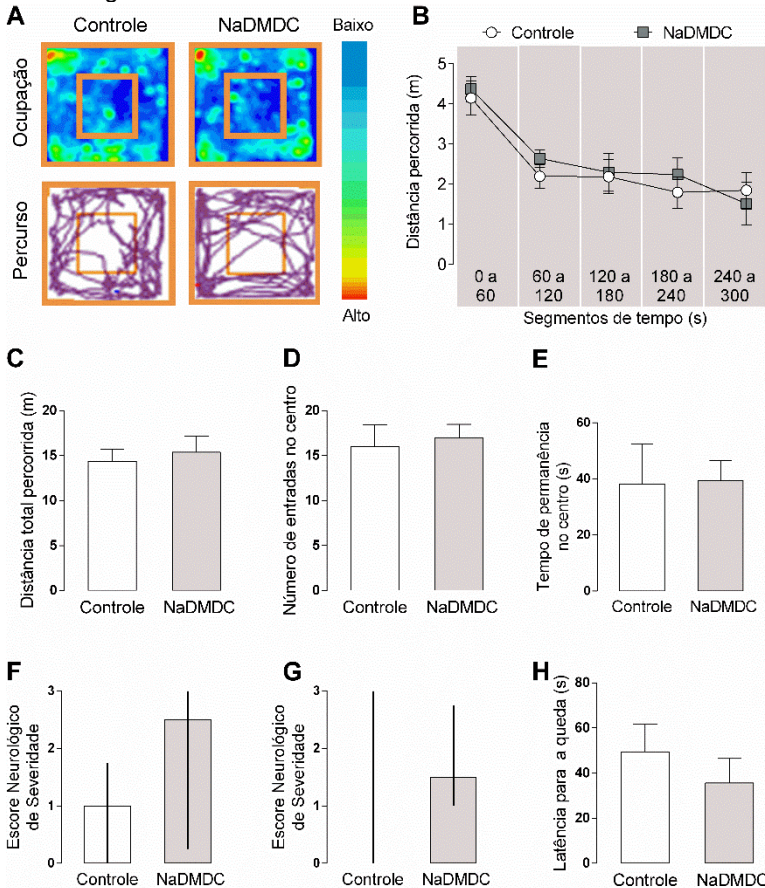 A
Controle
NaDMDC
Baixo
Ocupação
Percurso
Alto
B
Controle
NaDMDC
Distância percorrida (m)
5
4
3
2
1
0
0 a
60
60 a
120
120 a
180
180 a
240
240 a
300
Segmentos de tempo (s)
C
Distância total percorrida (m)
20
15
10
5
0
Controle
NaDMDC
D
Número de entradas no centro
20
15
10
5
0
Controle
NaDMDC
E
Tempo de permanência
no centro (s)
60
40
20
0
Controle
NaDMDC
F
Escore Neurológico
de Severidade
3
2
1
0
Controle
NaDMDC
G
Escore Neurológico
de Severidade
3
2
1
0
Controle
NaDMDC
H
Latência para a queda (s)
80
60
40
20
0
Controle
NaDMDC